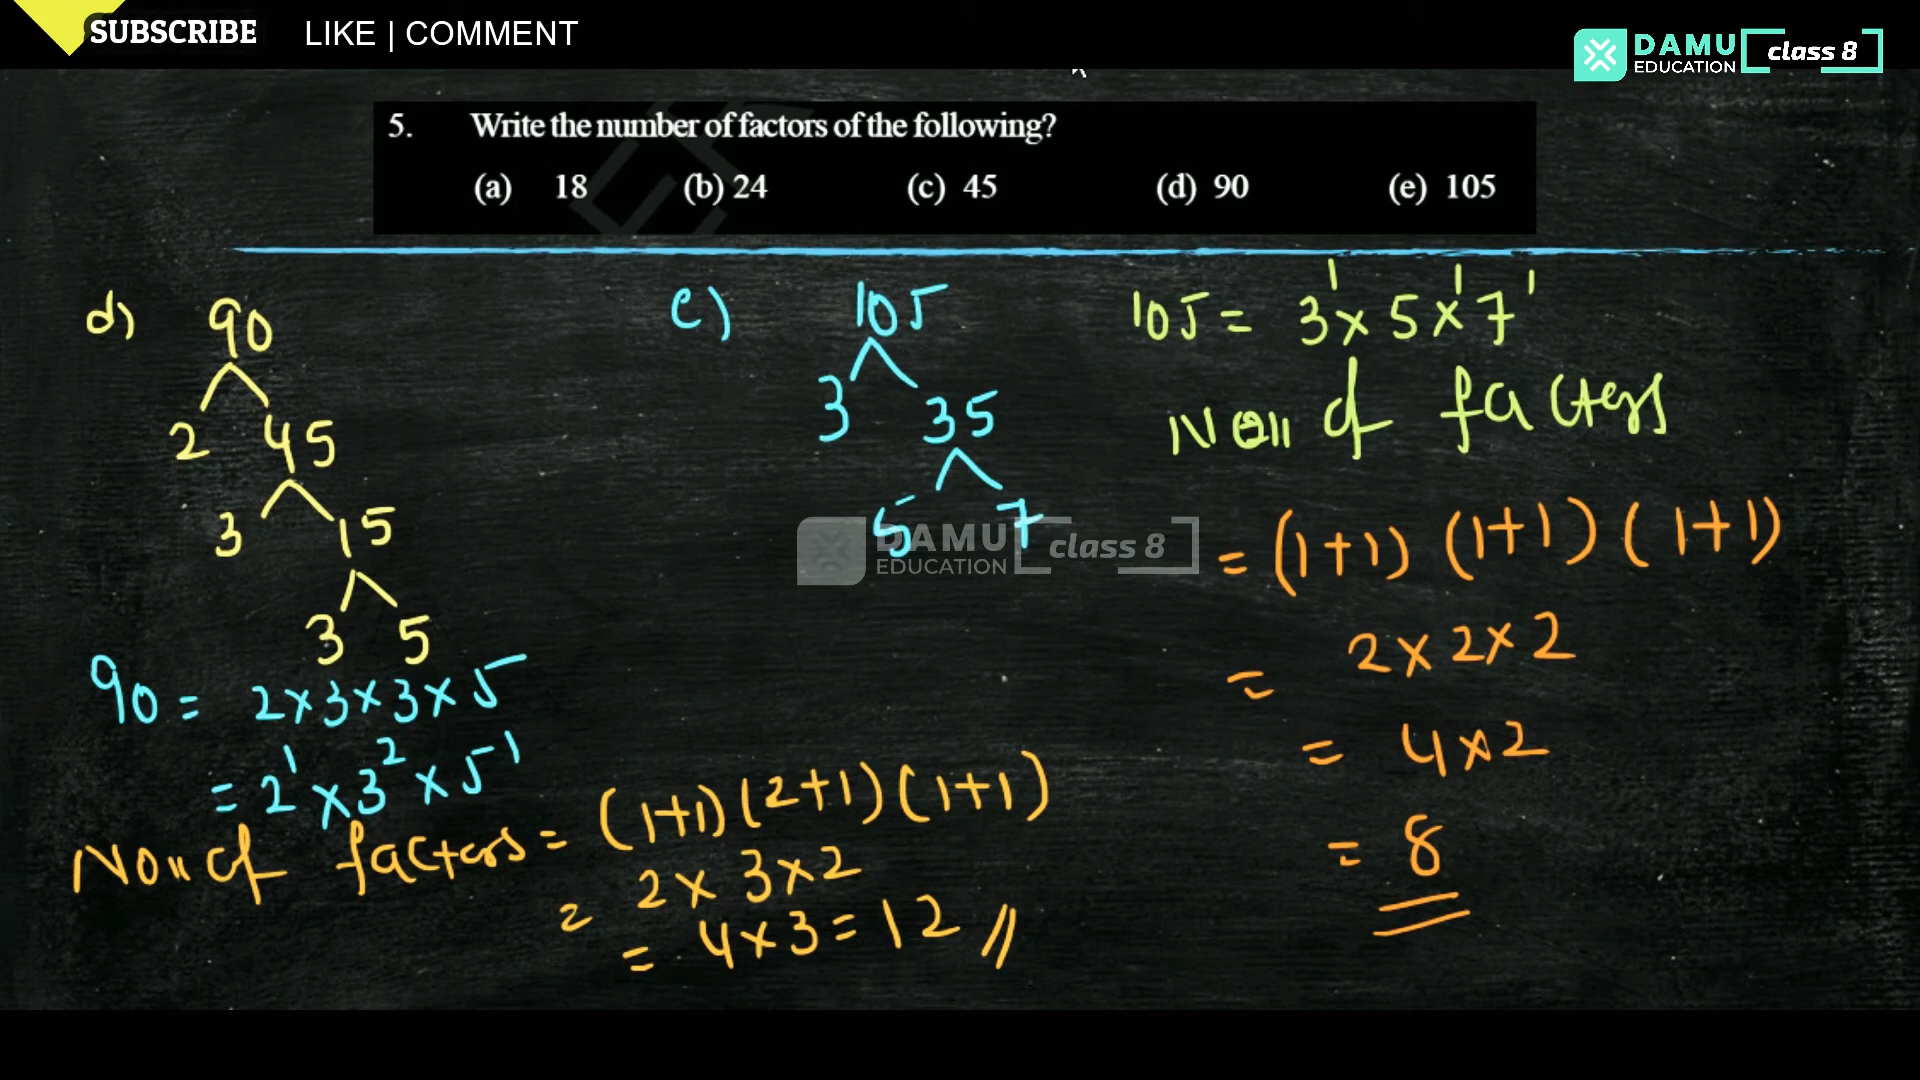 SUBSCRIBE LIKE | COMMENT
DAMU EDUCATION class 8
5. Write the number of factors of the following?
(a) 18 (b) 24 (c) 45 (d) 90 (e) 105
d) 90
2 45
3 15
3 5
90 = 2×3×3×5
= 2¹×3²×5¹
No" of factors = (1+1)(2+1)(1+1)
= 2×3×2
= 4×3=12 //
e) 105
3 35
5 7
DAMU EDUCATION class 8
105 = 3¹×5¹×7¹
of factors
= (1+1) (1+1) (1+1)
= 2×2×2
= 4×2
= 8